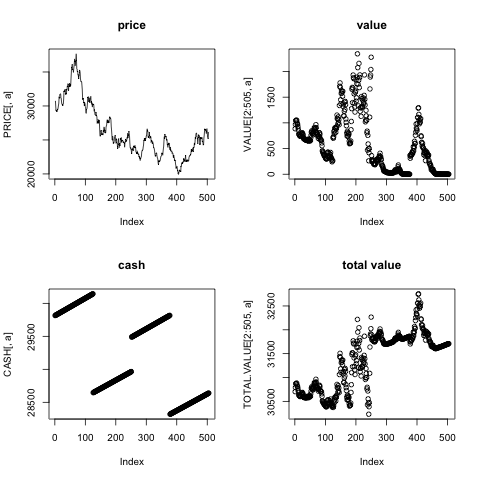 price
PRICE[, a]
20000 30000
0 100 200 300 400 500
Index
value
VALUE[2:505, a]
0 500 1500
0 100 200 300 400 500
Index
cash
CASH[, a]
28500 29500
0 100 200 300 400 500
Index
total value
TOTAL.VALUE[2:505, a]
30500 31500 32500
0 100 200 300 400 500
Index